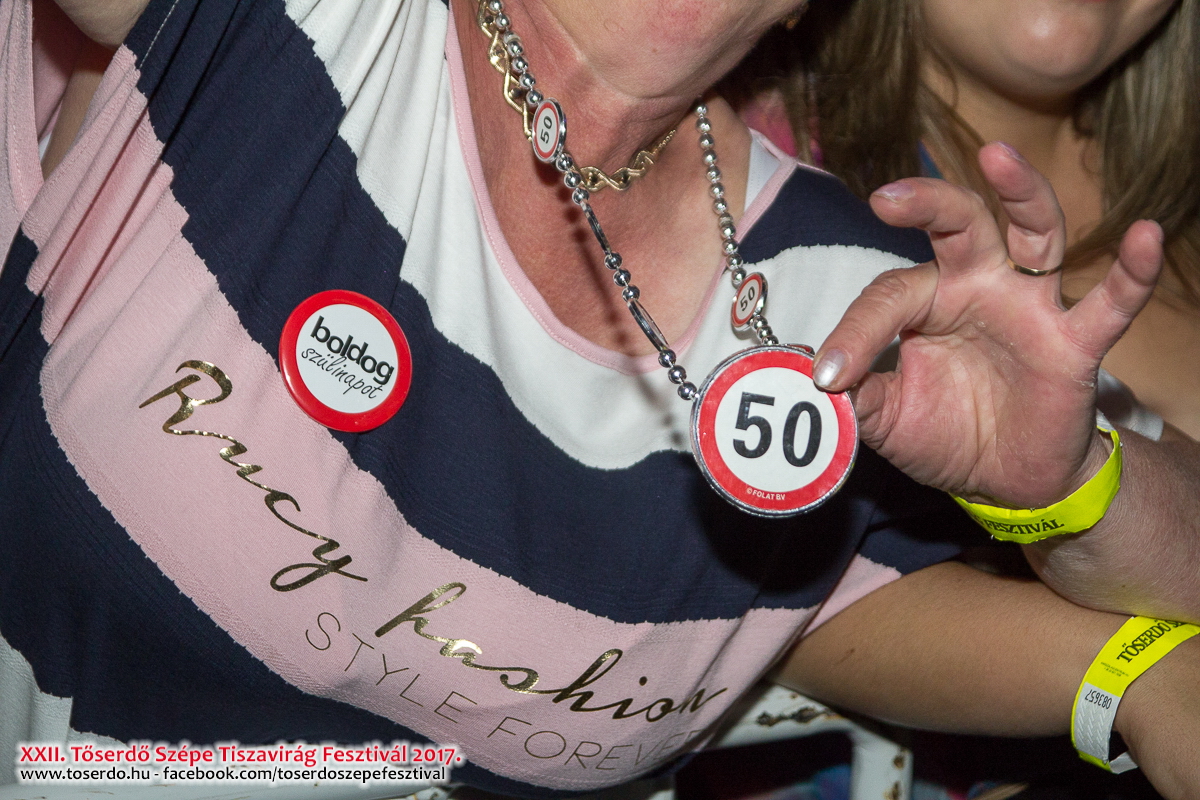 50
50
50
© FOLAT BV
boldog
szülinapot
Rucy fashion
STYLE FOREVER
FESZTIVÁL
TŐSERDŐ
083657
XXII. Tőserdő Szépe Tiszavirág Fesztivál 2017.
www.toserdo.hu - facebook.com/toserdoszepefesztival